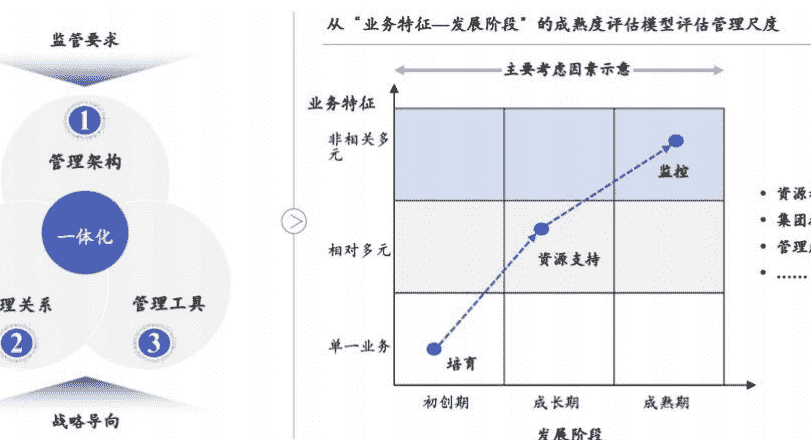 监管要求
1
管理架构
一体化
理关系
2
管理工具
3
战略导向
从“业务特征—发展阶段”的成熟度评估模型评估管理尺度
主要考虑因素示意
业务特征
非相关多
元
监控
相对多元
资源支持
单一业务
培育
初创期
成长期
成熟期
发展阶段
• 资源
• 集团
• 管理
• ……